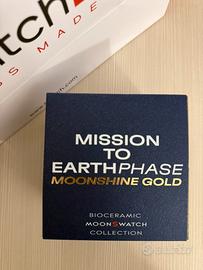 MISSION
TO
EARTHPHASE
MOONSHINE GOLD
BIOCERAMIC
MOONSWATCH
COLLECTION